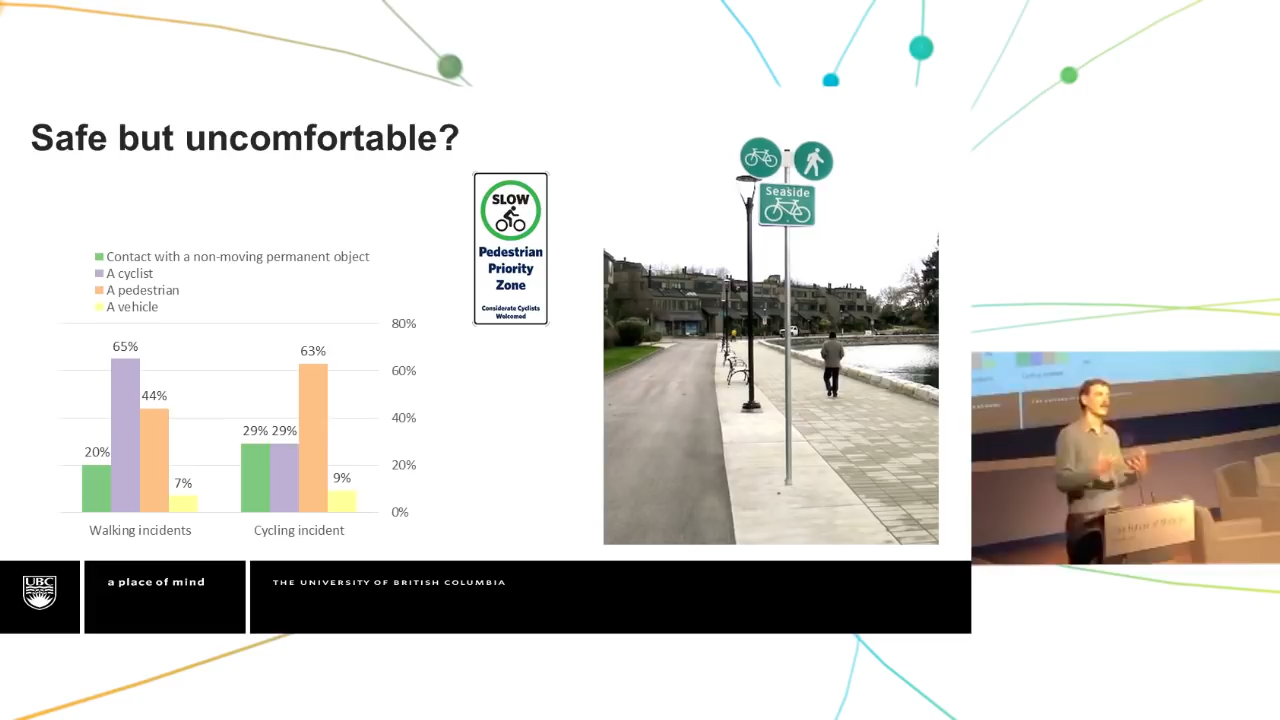 Safe but uncomfortable?
SLOW
Pedestrian
Priority
Zone
Considerate Cyclists
Welcomed
Seaside
Contact with a non-moving permanent object
A cyclist
A pedestrian
A vehicle
80%
60%
40%
20%
0%
20%
65%
44%
7%
29%
29%
63%
9%
Walking incidents
Cycling incident
UBC
a place of mind
THE UNIVERSITY OF BRITISH COLUMBIA